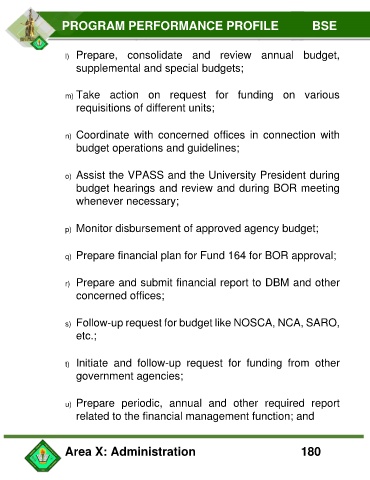 PROGRAM PERFORMANCE PROFILE BSE
l) Prepare, consolidate and review annual budget,
supplemental and special budgets;
m) Take action on request for funding on various
requisitions of different units;
n) Coordinate with concerned offices in connection with
budget operations and guidelines;
o) Assist the VPASS and the University President during
budget hearings and review and during BOR meeting
whenever necessary;
p) Monitor disbursement of approved agency budget;
q) Prepare financial plan for Fund 164 for BOR approval;
r) Prepare and submit financial report to DBM and other
concerned offices;
s) Follow-up request for budget like NOSCA, NCA, SARO,
etc.;
t) Initiate and follow-up request for funding from other
government agencies;
u) Prepare periodic, annual and other required report
related to the financial management function; and
Area X: Administration 180